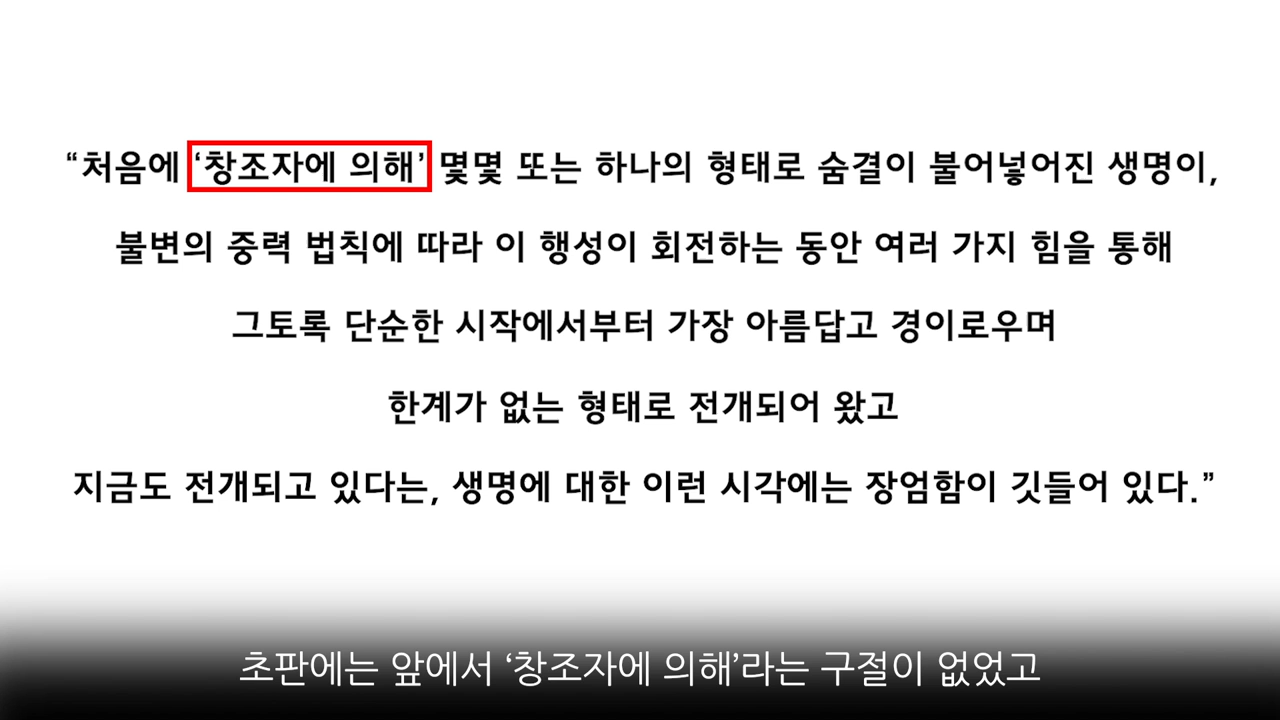 “처음에 ‘창조자에 의해’ 몇몇 또는 하나의 형태로 숨결이 불어넣어진 생명이,
불변의 중력 법칙에 따라 이 행성이 회전하는 동안 여러 가지 힘을 통해
그토록 단순한 시작에서부터 가장 아름답고 경이로우며
한계가 없는 형태로 전개되어 왔고
지금도 전개되고 있다는, 생명에 대한 이런 시각에는 장엄함이 깃들어 있다.”
초판에는 앞에서 ‘창조자에 의해’라는 구절이 없었고